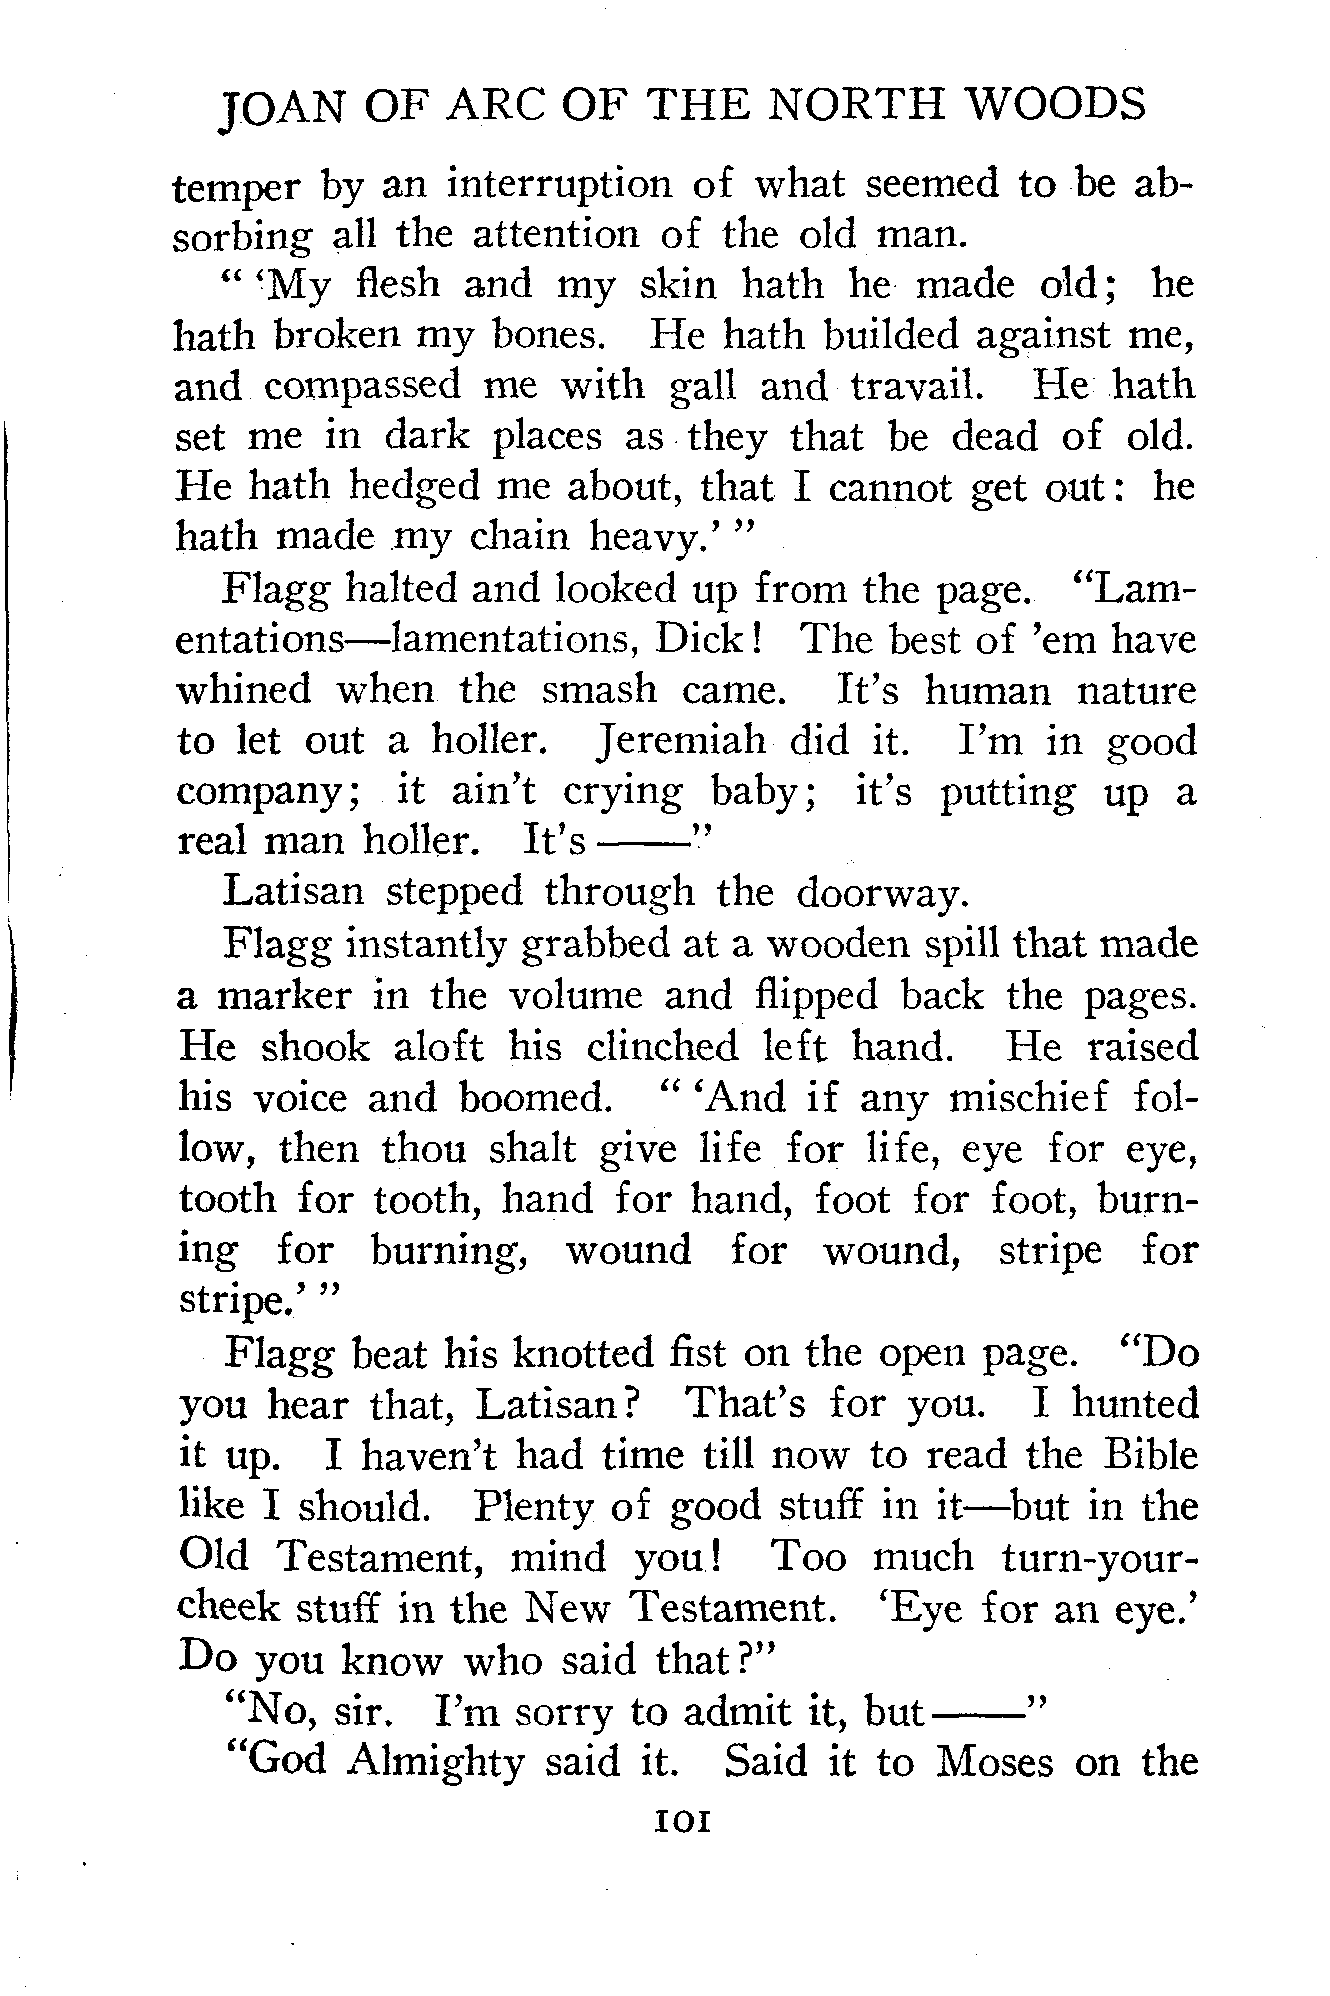 JOAN OF ARC OF THE NORTH WOODS
temper by an interruption of what seemed to be ab-
sorbing all the attention of the old man.
" 'My flesh and my skin hath he made old; he
hath broken my bones. He hath builded against me,
and compassed me with gall and travail. He hath
set me in dark places as they that be dead of old.
He hath hedged me about, that I cannot get out: he
hath made my chain heavy.' "
Flagg halted and looked up from the page. "Lam-
entations—lamentations, Dick! The best of 'em have
whined when the smash came. It's human nature
to let out a holler. Jeremiah did it. I'm in good
company; it ain't crying baby; it's putting up a
real man holler. It's ——"
Latisan stepped through the doorway.
Flagg instantly grabbed at a wooden spill that made
a marker in the volume and flipped back the pages.
He shook aloft his clinched left hand. He raised
his voice and boomed. " 'And if any mischief fol-
low, then thou shalt give life for life, eye for eye,
tooth for tooth, hand for hand, foot for foot, burn-
ing for burning, wound for wound, stripe for
stripe.' "
Flagg beat his knotted fist on the open page. "Do
you hear that, Latisan? That's for you. I hunted
it up. I haven't had time till now to read the Bible
like I should. Plenty of good stuff in it—but in the
Old Testament, mind you! Too much turn-your-
cheek stuff in the New Testament. 'Eye for an eye.'
Do you know who said that?"
"No, sir. I'm sorry to admit it, but——"
"God Almighty said it. Said it to Moses on the
101